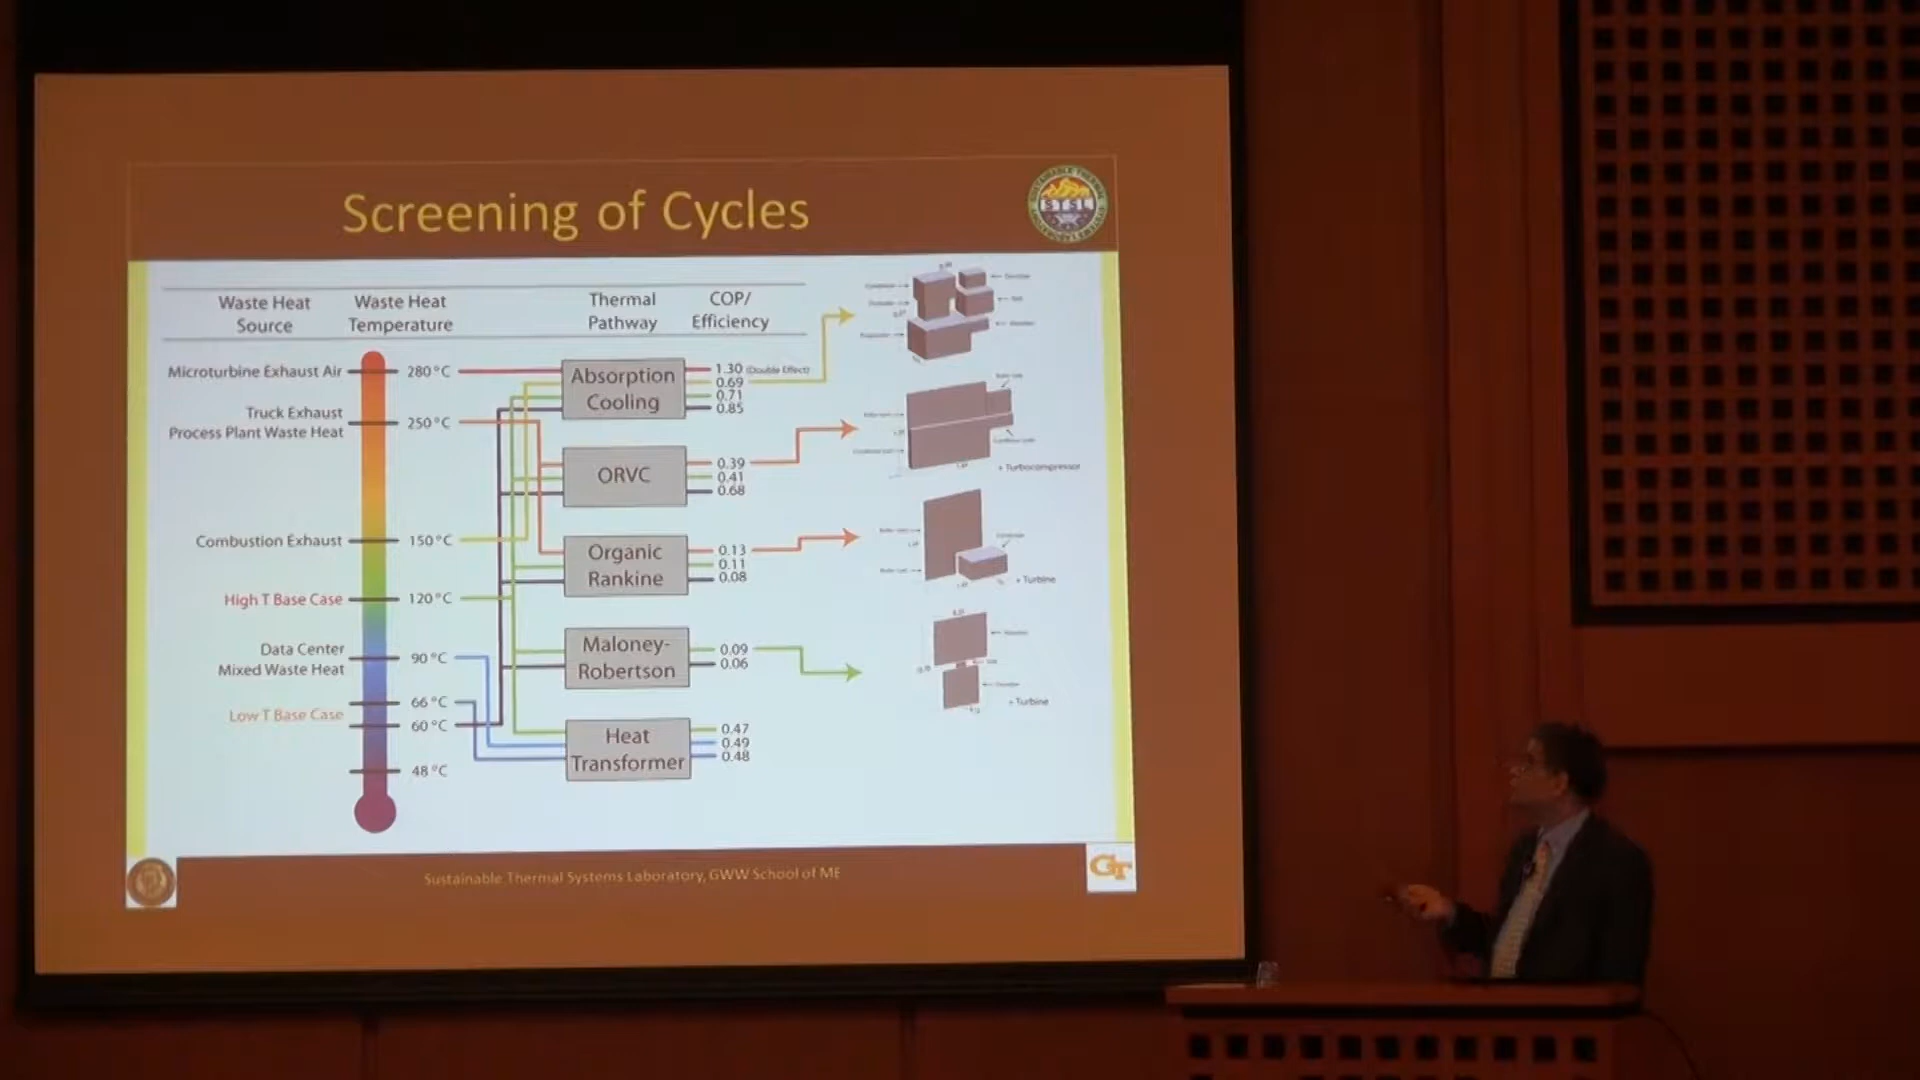 Screening of Cycles
STSL
Waste Heat
Source
Waste Heat
Temperature
Thermal
Pathway
COP/
Efficiency
Microturbine Exhaust Air
280°C
Truck Exhaust
Process Plant Waste Heat
250°C
Combustion Exhaust
150°C
High T Base Case
120°C
Data Center
Mixed Waste Heat
90°C
66°C
Low T Base Case
60°C
48°C
Absorption
Cooling
1.30 (Double Effect)
0.69
0.71
0.85
ORVC
0.39
0.41
0.68
Organic
Rankine
0.13
0.11
0.08
Maloney-
Robertson
0.09
0.06
Heat
Transformer
0.47
0.49
0.48
+ Turbocompressor
+ Turbine
+ Turbine
Sustainable Thermal Systems Laboratory, GWW School of ME
GT